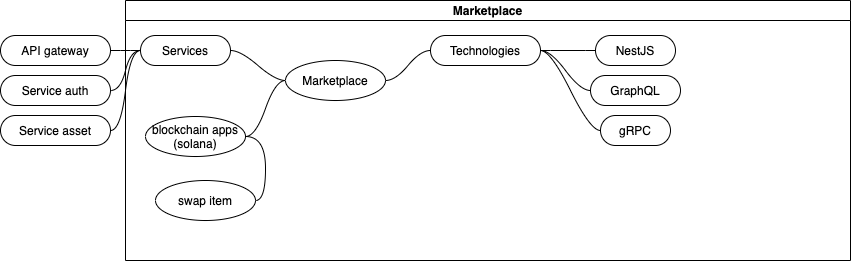 Marketplace
API gateway
Services
Technologies
NestJS
Marketplace
Service auth
GraphQL
Service asset
blockchain apps
(solana)
gRPC
swap item